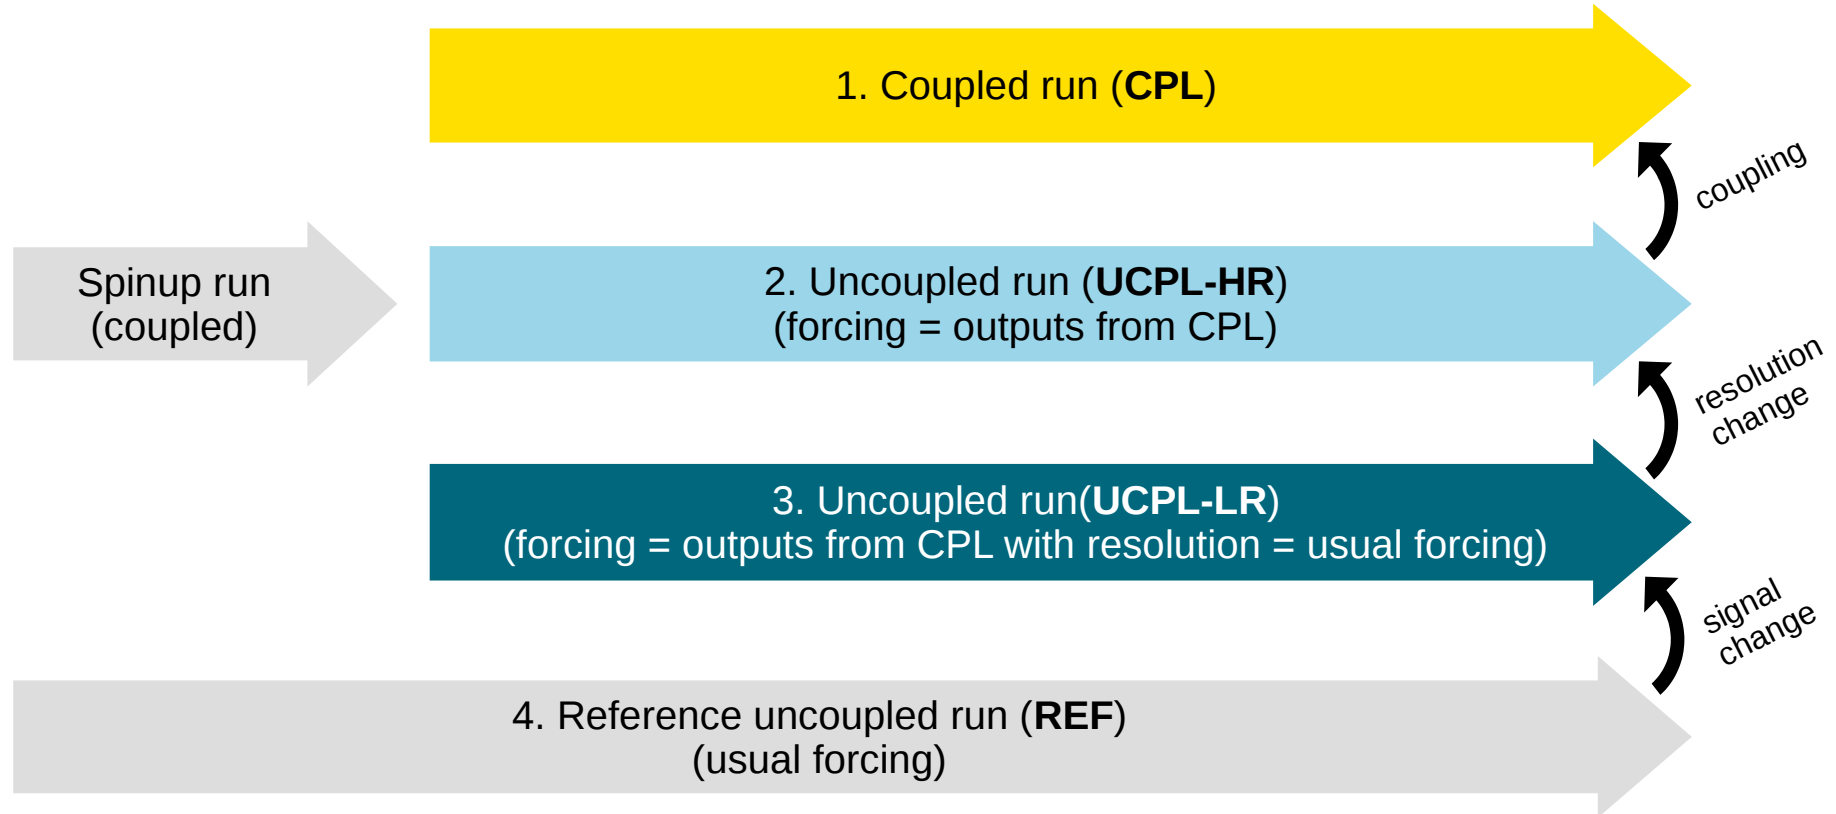 1. Coupled run (CPL)
coupling
Spinup run
(coupled)
2. Uncoupled run (UCPL-HR)
(forcing = outputs from CPL)
resolution
change
3. Uncoupled run(UCPL-LR)
(forcing = outputs from CPL with resolution = usual forcing)
signal
change
4. Reference uncoupled run (REF)
(usual forcing)